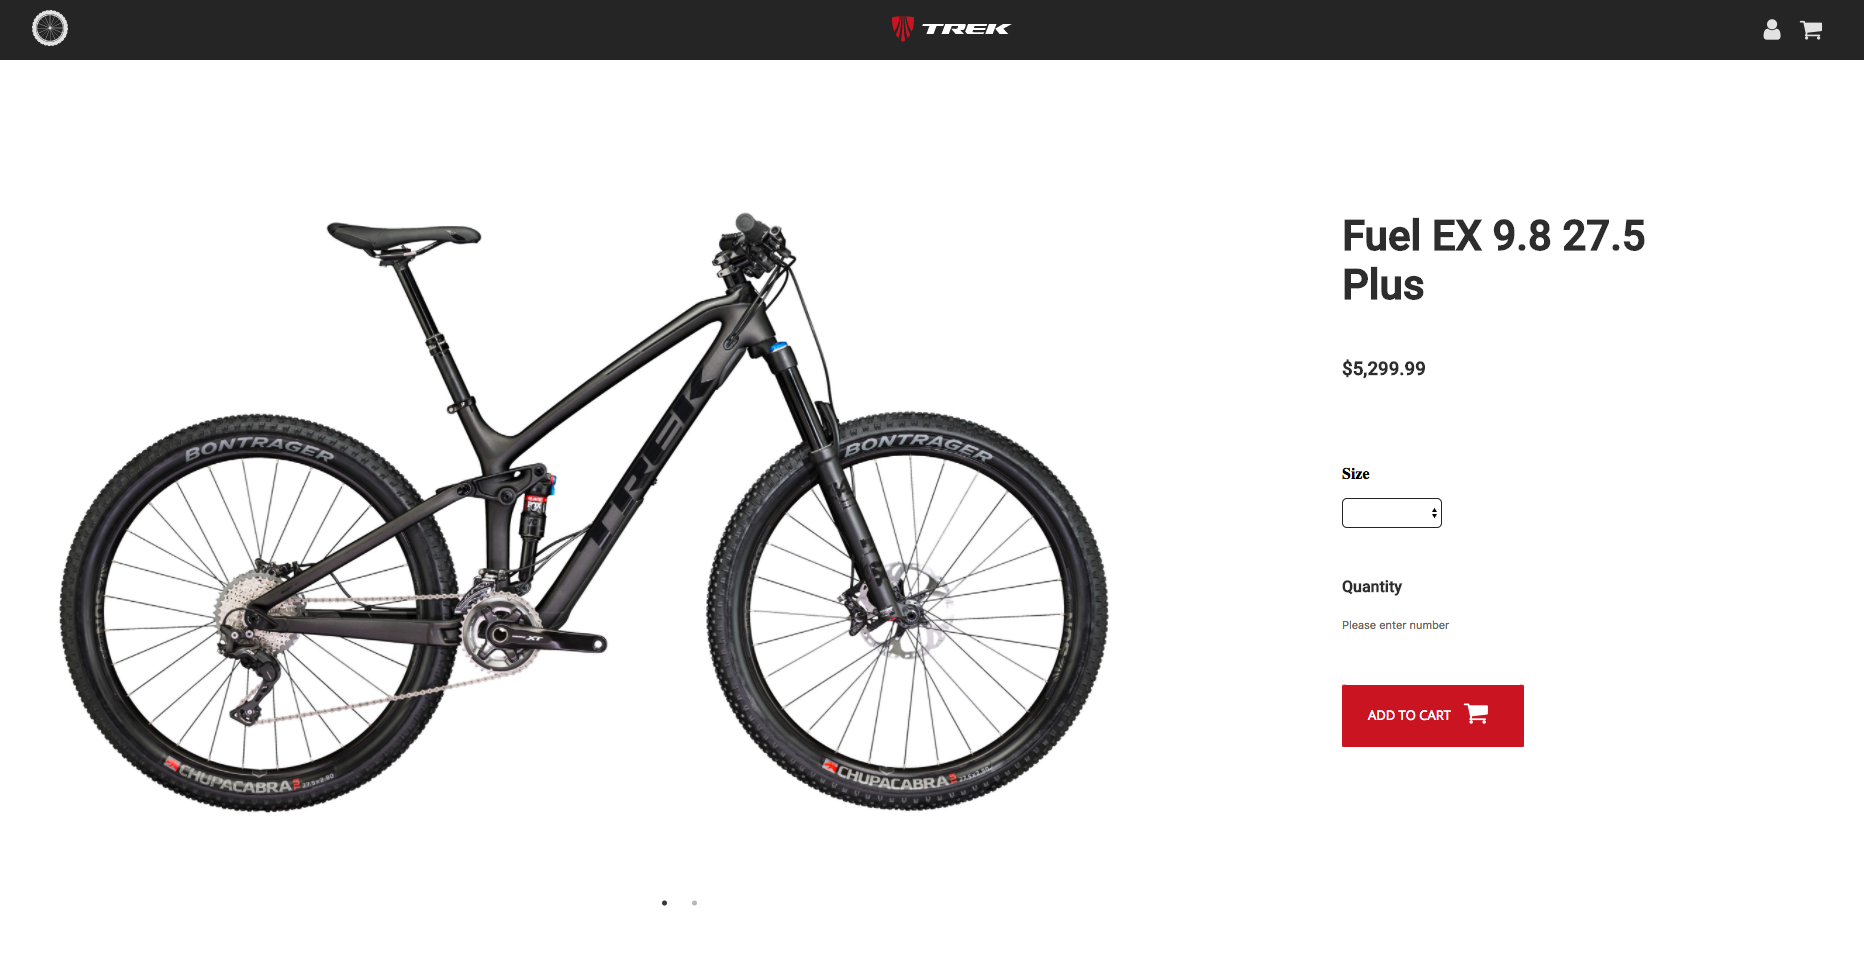 TREK
Fuel EX 9.8 27.5
Plus
$5,299.99
Size
Quantity
Please enter number
ADD TO CART
BONTRAGER
BONTRAGER
TREK
XT
CHUPACABRA
CHUPACABRA